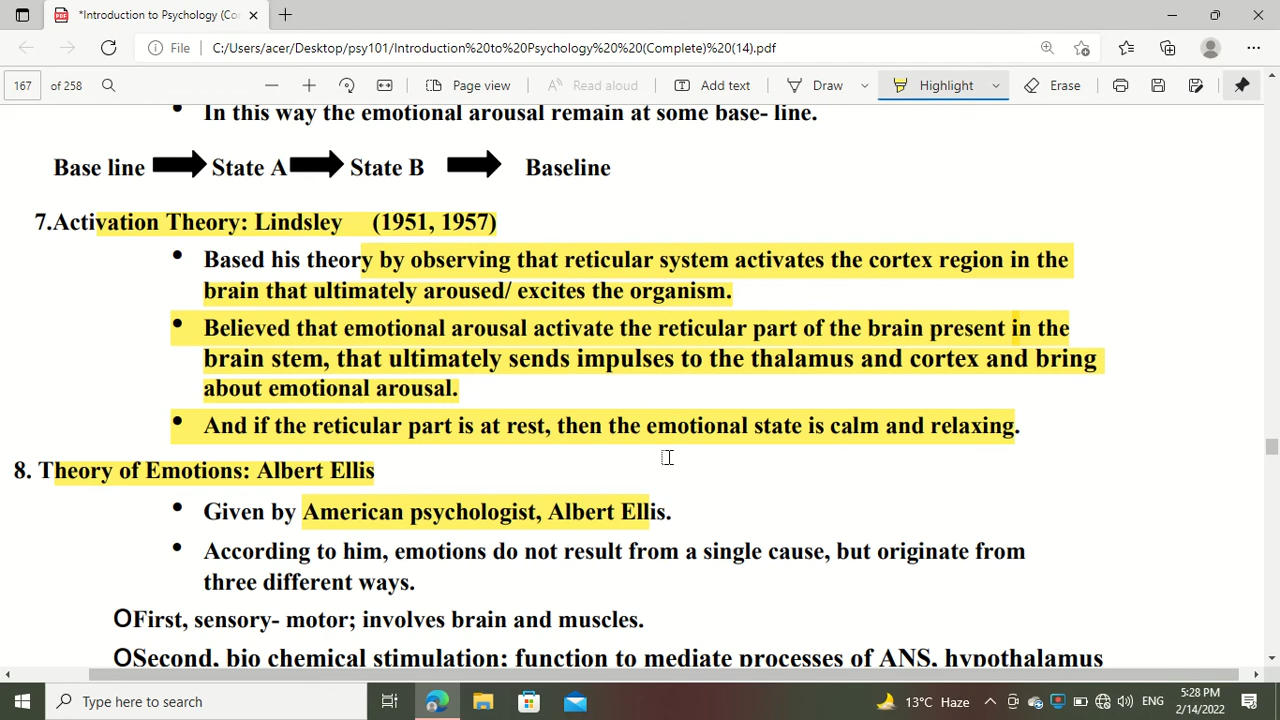 *Introduction to Psychology (Co
File
C:/Users/acer/Desktop/psy101/Introduction%20to%20Psychology%20%20(Complete)%20(14).pdf
167 of 258
Page view
Read aloud
Add text
Draw
Highlight
Erase
• In this way the emotional arousal remain at some base- line.
Base line State A State B Baseline
7.Activation Theory: Lindsley (1951, 1957)
• Based his theory by observing that reticular system activates the cortex region in the
brain that ultimately aroused/ excites the organism.
• Believed that emotional arousal activate the reticular part of the brain present in the
brain stem, that ultimately sends impulses to the thalamus and cortex and bring
about emotional arousal.
• And if the reticular part is at rest, then the emotional state is calm and relaxing.
8. Theory of Emotions: Albert Ellis
• Given by American psychologist, Albert Ellis.
• According to him, emotions do not result from a single cause, but originate from
three different ways.
OFirst, sensory- motor; involves brain and muscles.
OSecond, bio chemical stimulation; function to mediate processes of ANS, hypothalamus
Type here to search
13°C Haze
ENG
5:28 PM
2/14/2022